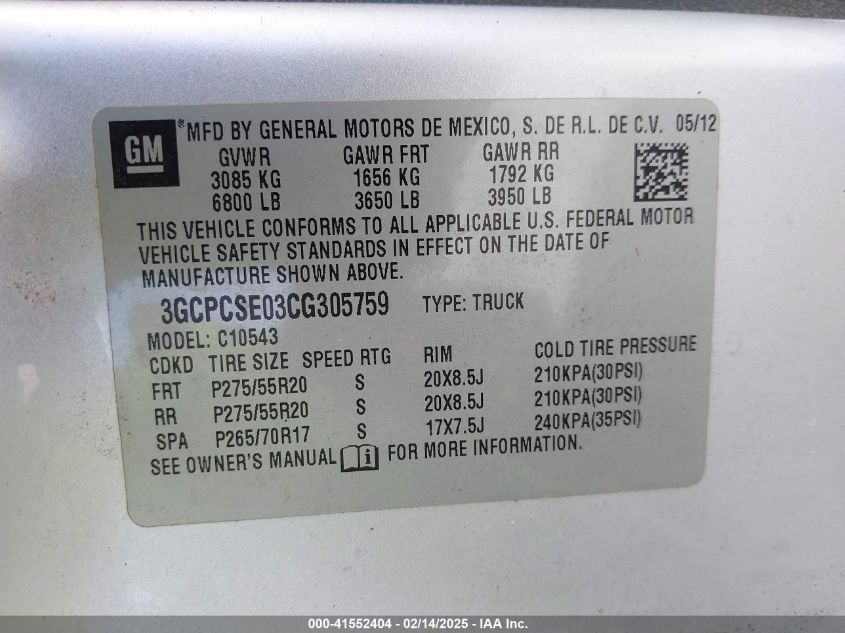 GM ® MFD BY GENERAL MOTORS DE MEXICO, S. DE R.L. DE C.V. 05/12
GVWR GAWR FRT GAWR RR
3085 KG 1656 KG 1792 KG
6800 LB 3650 LB 3950 LB
THIS VEHICLE CONFORMS TO ALL APPLICABLE U.S. FEDERAL MOTOR
VEHICLE SAFETY STANDARDS IN EFFECT ON THE DATE OF
MANUFACTURE SHOWN ABOVE.
3GCPCSE03CG305759 TYPE: TRUCK
MODEL: C10543
CDKD TIRE SIZE SPEED RTG RIM COLD TIRE PRESSURE
FRT P275/55R20 S 20X8.5J 210KPA(30PSI)
RR P275/55R20 S 20X8.5J 210KPA(30PSI)
SPA P265/70R17 S 17X7.5J 240KPA(35PSI)
SEE OWNER'S MANUAL i FOR MORE INFORMATION.
000-41552404 - 02/14/2025 - IAA Inc.